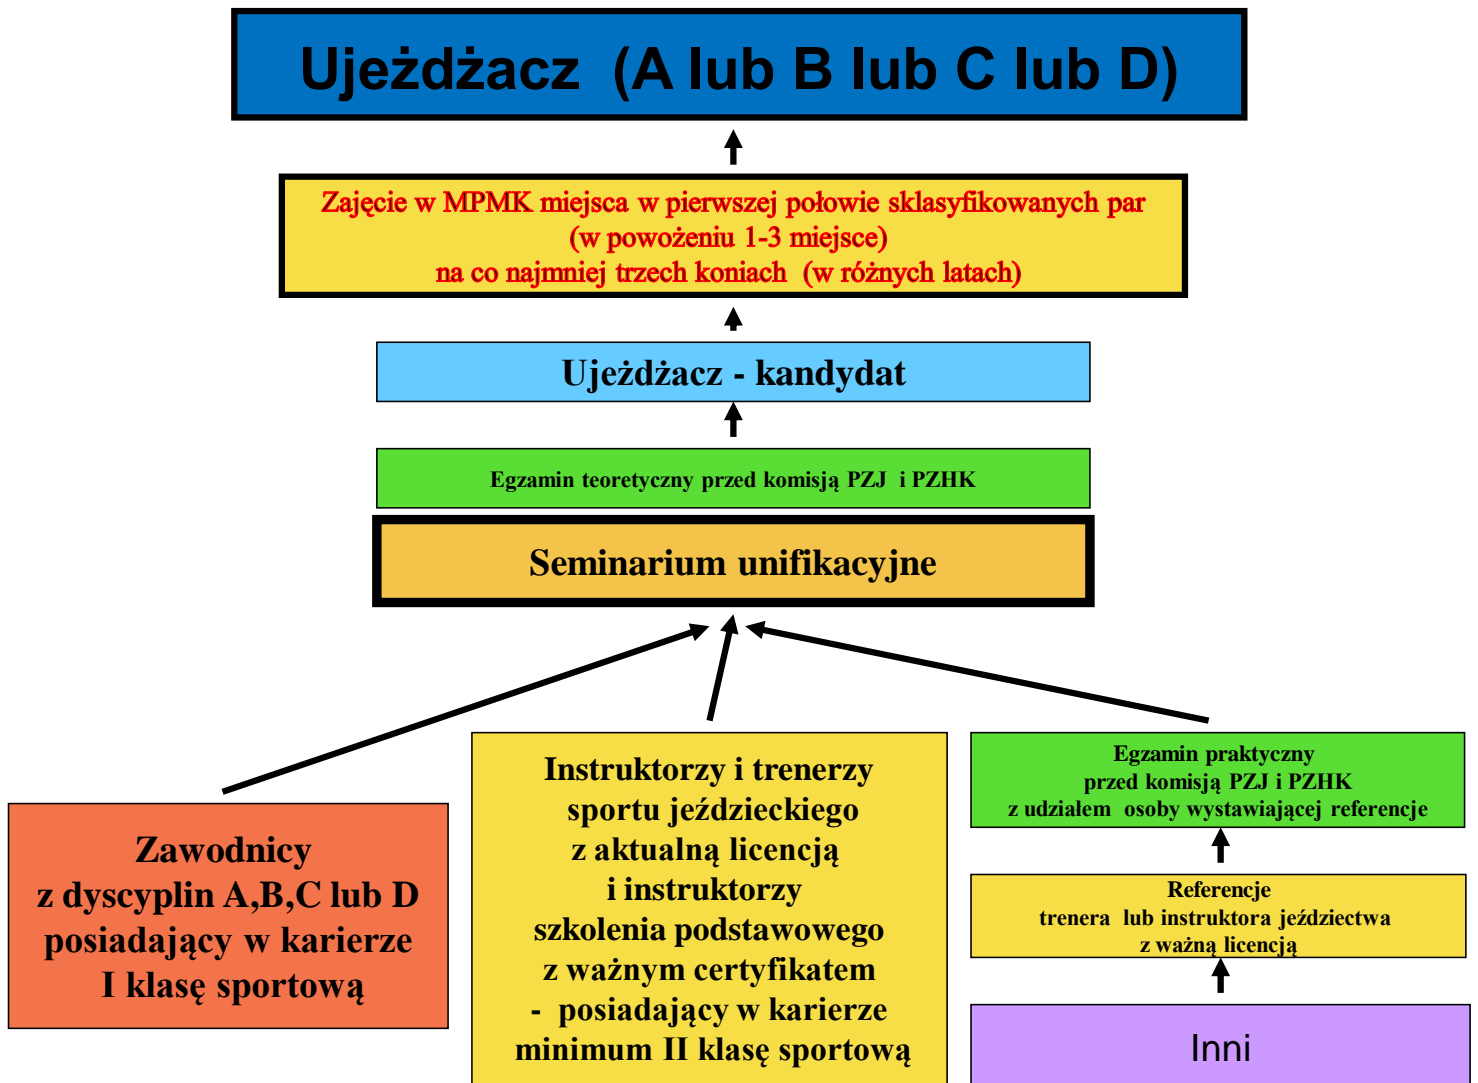 Ujeżdżacz (A lub B lub C lub D)
Zajęcie w MPMK miejsca w pierwszej połowie sklasyfikowanych par
(w powożeniu 1-3 miejsce)
na co najmniej trzech koniach (w różnych latach)
Ujeżdżacz - kandydat
Egzamin teoretyczny przed komisją PZJ i PZHK
Seminarium unifikacyjne
Zawodnicy
z dyscyplin A,B,C lub D
posiadający w karierze
I klasę sportową
Instruktorzy i trenerzy
sportu jeździeckiego
z aktualną licencją
i instruktorzy
szkolenia podstawowego
z ważnym certyfikatem
- posiadający w karierze
minimum II klasę sportową
Egzamin praktyczny
przed komisją PZJ i PZHK
z udziałem osoby wystawiającej referencje
Referencje
trenera lub instruktora jeździectwa
z ważną licencją
Inni